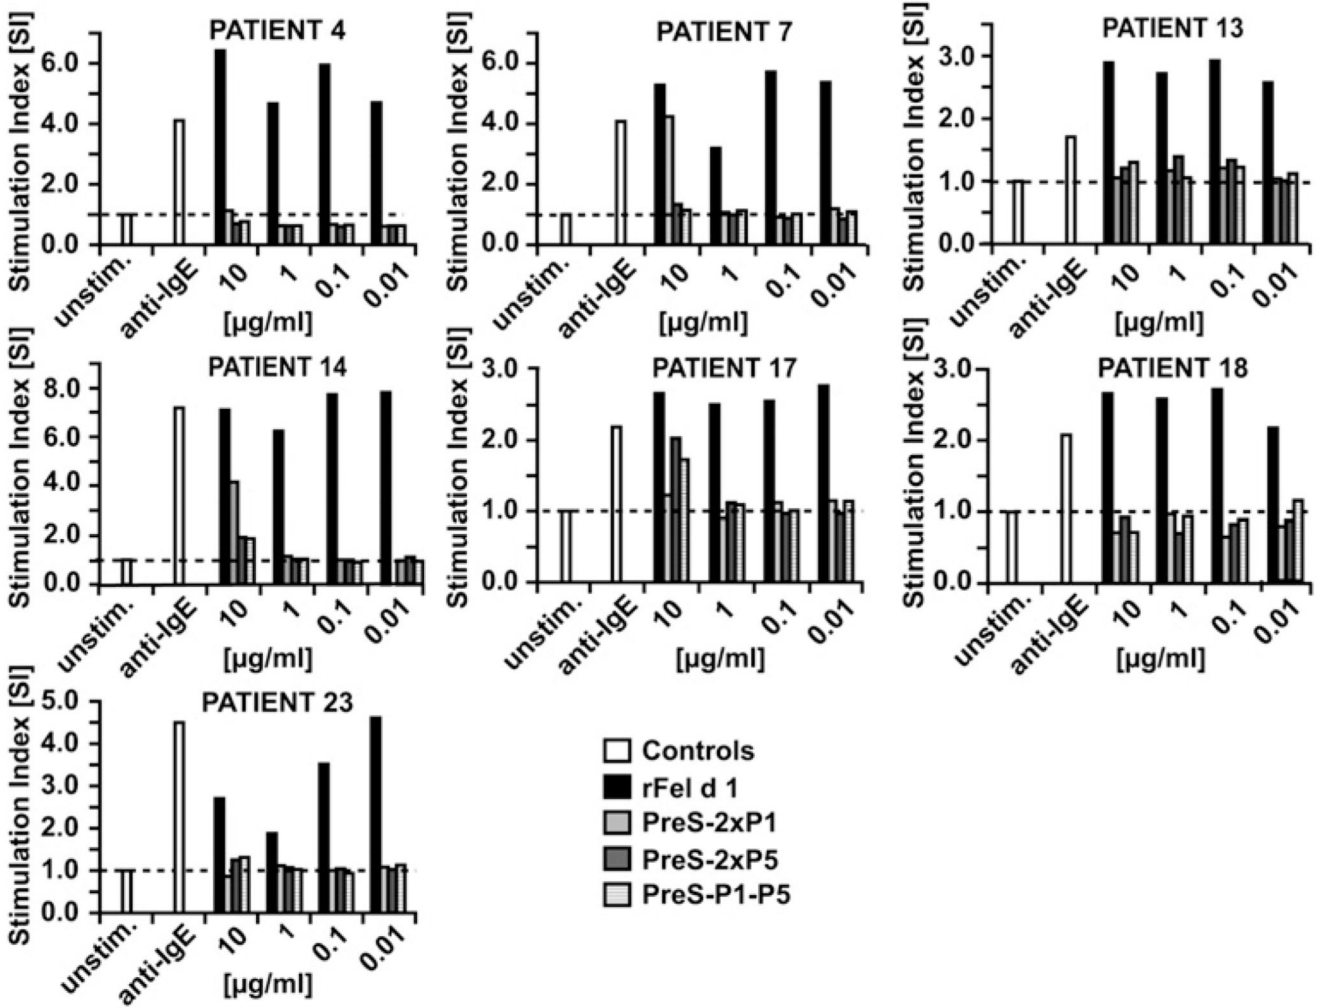 PATIENT 4
Stimulation Index [SI]
6.0
4.0
2.0
0.0
unstim.
anti-IgE
10
1
0.1
0.01
[µg/ml]
PATIENT 7
Stimulation Index [SI]
6.0
4.0
2.0
0.0
unstim.
anti-IgE
10
1
0.1
0.01
[µg/ml]
PATIENT 13
Stimulation Index [SI]
3.0
2.0
1.0
0.0
unstim.
anti-IgE
10
1
0.1
0.01
[µg/ml]
PATIENT 14
Stimulation Index [SI]
8.0
6.0
4.0
2.0
0.0
unstim.
anti-IgE
10
1
0.1
0.01
[µg/ml]
PATIENT 17
Stimulation Index [SI]
3.0
2.0
1.0
0.0
unstim.
anti-IgE
10
1
0.1
0.01
[µg/ml]
PATIENT 18
Stimulation Index [SI]
3.0
2.0
1.0
0.0
unstim.
anti-IgE
10
1
0.1
0.01
[µg/ml]
PATIENT 23
Stimulation Index [SI]
5.0
4.0
3.0
2.0
1.0
0.0
unstim.
anti-IgE
10
1
0.1
0.01
[µg/ml]
Controls
rFel d 1
PreS-2xP1
PreS-2xP5
PreS-P1-P5